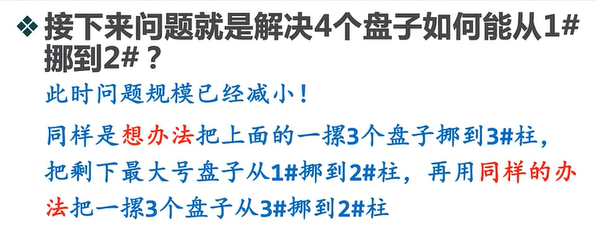 ❖ 接下来问题就是解决4个盘子如何能从1#
挪到2#？
此时问题规模已经减小！
同样是想办法把上面的一摞3个盘子挪到3#柱，
把剩下最大号盘子从1#挪到2#柱，再用同样的办
法把一摞3个盘子从3#挪到2#柱